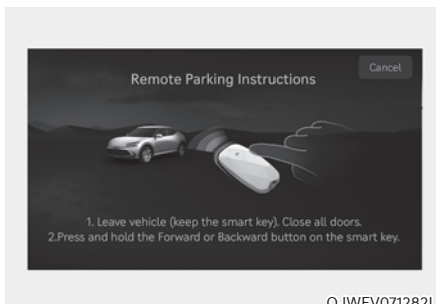 Cancel
Remote Parking Instructions
1. Leave vehicle (keep the smart key). Close all doors.
2.Press and hold the Forward or Backward button on the smart key.